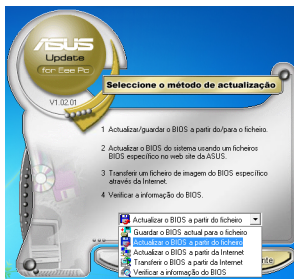 ASUS
Update
for Eee Pc
V1.02.01
Seleccione o método de actualização
1 Actualizar/guardar o BIOS a partir do/para o ficheiro.
2 Actualizar o BIOS do sistema usando um ficheiros
BIOS específico no web site da ASUS.
3 Transferir um ficheiro de imagem do BIOS específico
através da Internet.
4 Verificar a informação do BIOS.
Actualizar o BIOS a partir do ficheiro
Guardar o BIOS actual para o ficheiro
Actualizar o BIOS a partir do ficheiro
Actualizar o BIOS a partir da Internet
Transferir o BIOS a partir da Internet
Verificar a informação do BIOS